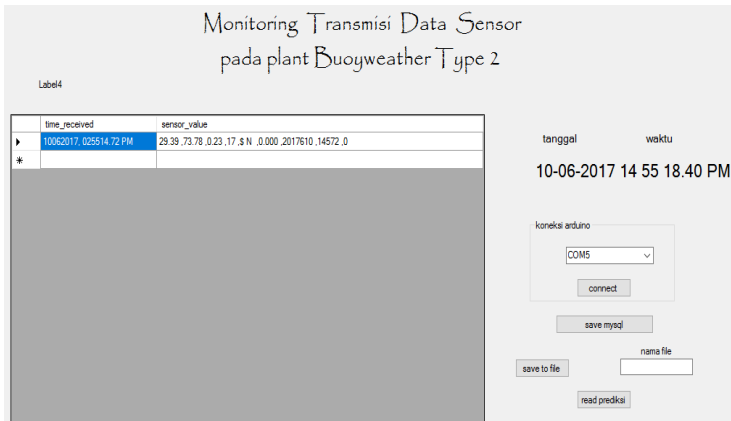 Monitoring Transmisi Data Sensor
pada plant Buoyweather Type 2
Label4
time_received sensor_value
10062017, 025514.72 PM 29.39 ,73.78 ,0.23 ,17 ,$ N ,0.000 ,2017610 ,14572 ,0
tanggal waktu
10-06-2017 14 55 18.40 PM
koneksi arduino
COM5
connect
save mysql
nama file
save to file
read prediksi